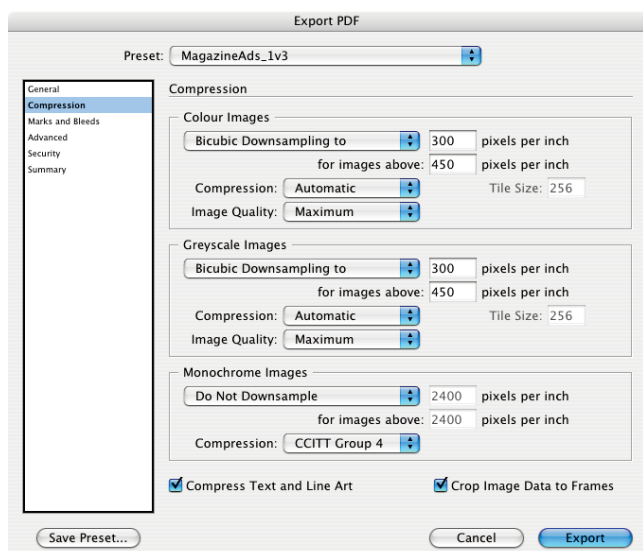 Export PDF
Preset: MagazineAds_1v3
General
Compression
Marks and Bleeds
Advanced
Security
Summary
Compression
Colour Images
Bicubic Downsampling to 300 pixels per inch
for images above: 450 pixels per inch
Compression: Automatic Tile Size: 256
Image Quality: Maximum
Greyscale Images
Bicubic Downsampling to 300 pixels per inch
for images above: 450 pixels per inch
Compression: Automatic Tile Size: 256
Image Quality: Maximum
Monochrome Images
Do Not Downsample 2400 pixels per inch
for images above: 2400 pixels per inch
Compression: CCITT Group 4
Compress Text and Line Art Crop Image Data to Frames
Save Preset... Cancel Export